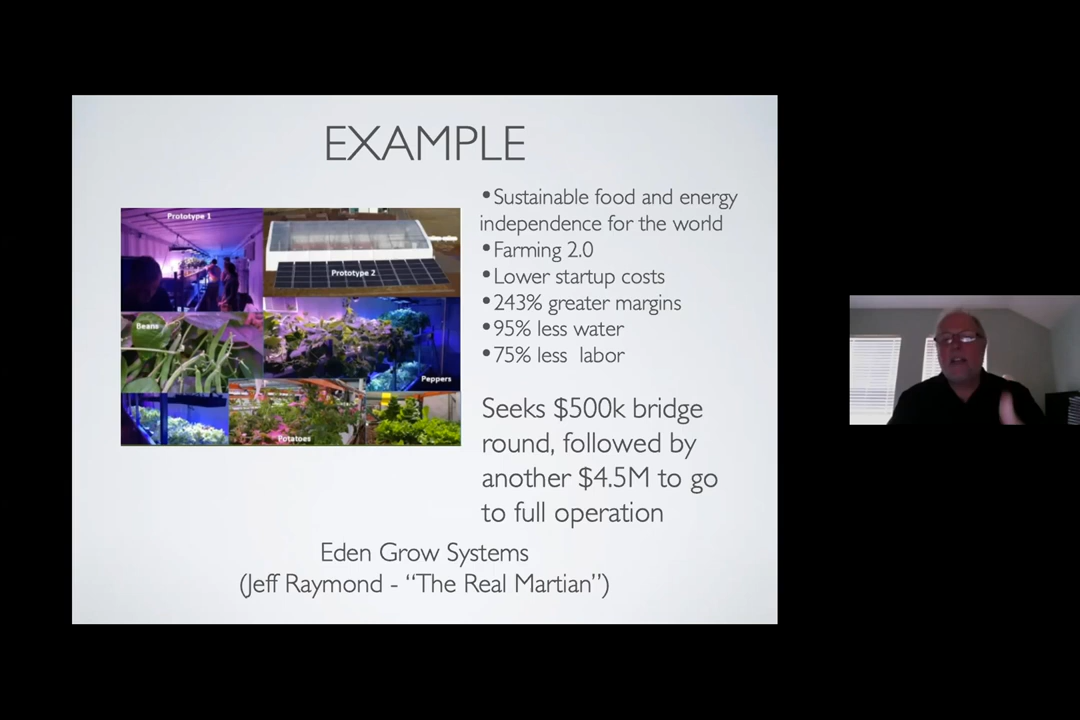 EXAMPLE
Prototype 1
Prototype 2
Beans
Peppers
Potatoes
•Sustainable food and energy
independence for the world
•Farming 2.0
•Lower startup costs
•243% greater margins
•95% less water
•75% less labor
Seeks $500k bridge
round, followed by
another $4.5M to go
to full operation
Eden Grow Systems
(Jeff Raymond - “The Real Martian”)